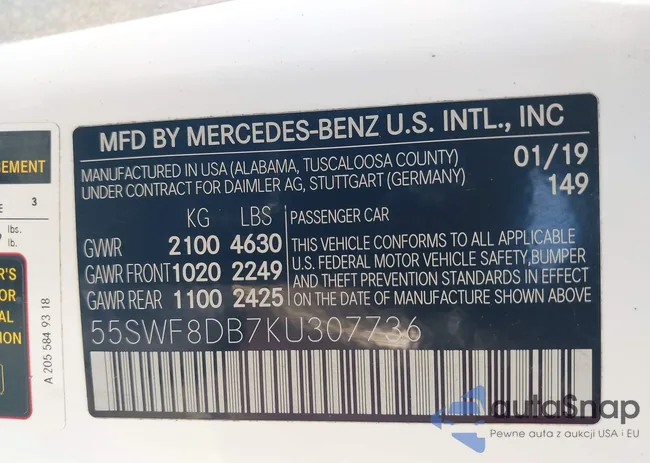 MFD BY MERCEDES-BENZ U.S. INTL., INC
MANUFACTURED IN USA (ALABAMA, TUSCALOOSA COUNTY) 01/19
UNDER CONTRACT FOR DAIMLER AG, STUTTGART (GERMANY) 149
KG LBS
GVWR 2100 4630
GAWR FRONT 1020 2249
GAWR REAR 1100 2425
PASSENGER CAR
THIS VEHICLE CONFORMS TO ALL APPLICABLE
U.S. FEDERAL MOTOR VEHICLE SAFETY,BUMPER
AND THEFT PREVENTION STANDARDS IN EFFECT
ON THE DATE OF MANUFACTURE SHOWN ABOVE
55SWF8DB7KU307736
3
lbs.
lb.
A 205 584 93 18
autoSnap
Pewne auta z aukcji USA i EU